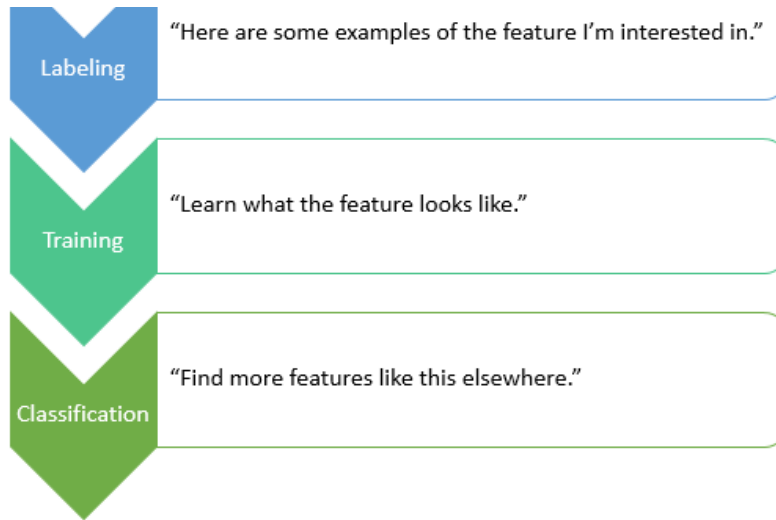 Labeling
“Here are some examples of the feature I’m interested in.”
Training
“Learn what the feature looks like.”
Classification
“Find more features like this elsewhere.”